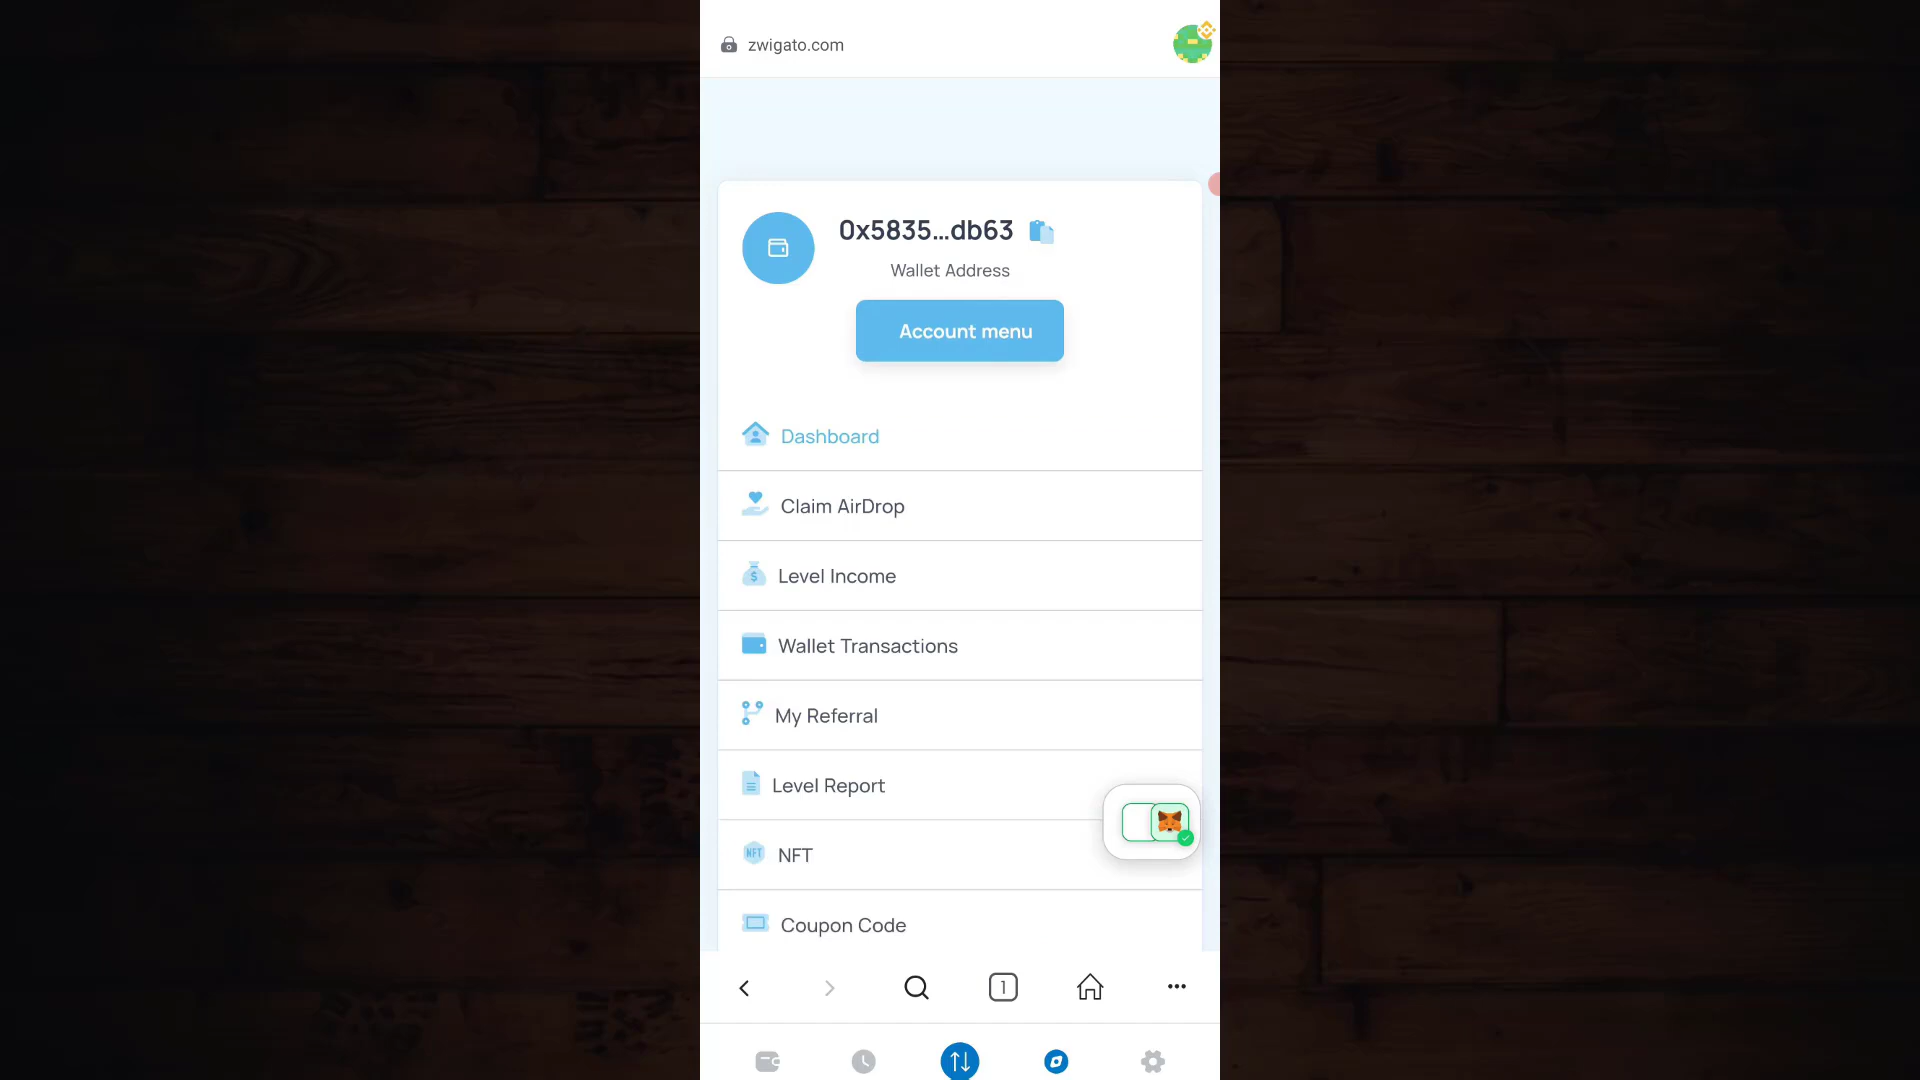 zwigato.com
0x5835...db63
Wallet Address
Account menu
Dashboard
Claim AirDrop
Level Income
Wallet Transactions
My Referral
Level Report
NFT
NFT
Coupon Code
1